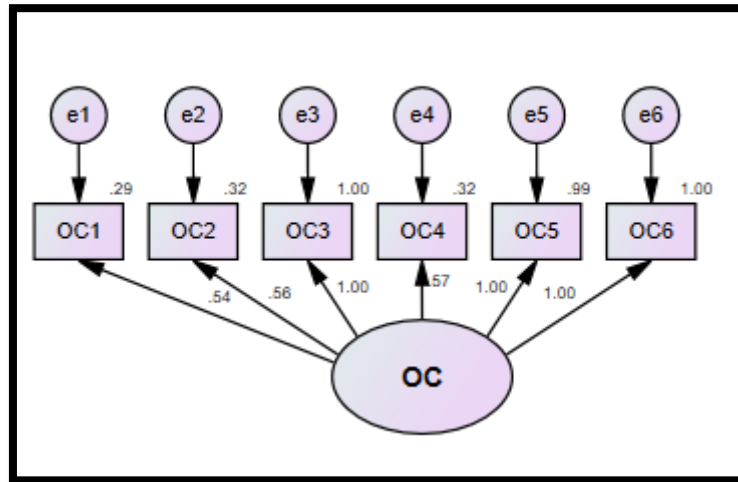 e1 e2 e3 e4 e5 e6
.29 .32 1.00 .32 .99 1.00
OC1 OC2 OC3 OC4 OC5 OC6
.54 .56 1.00 .57 1.00 1.00
OC